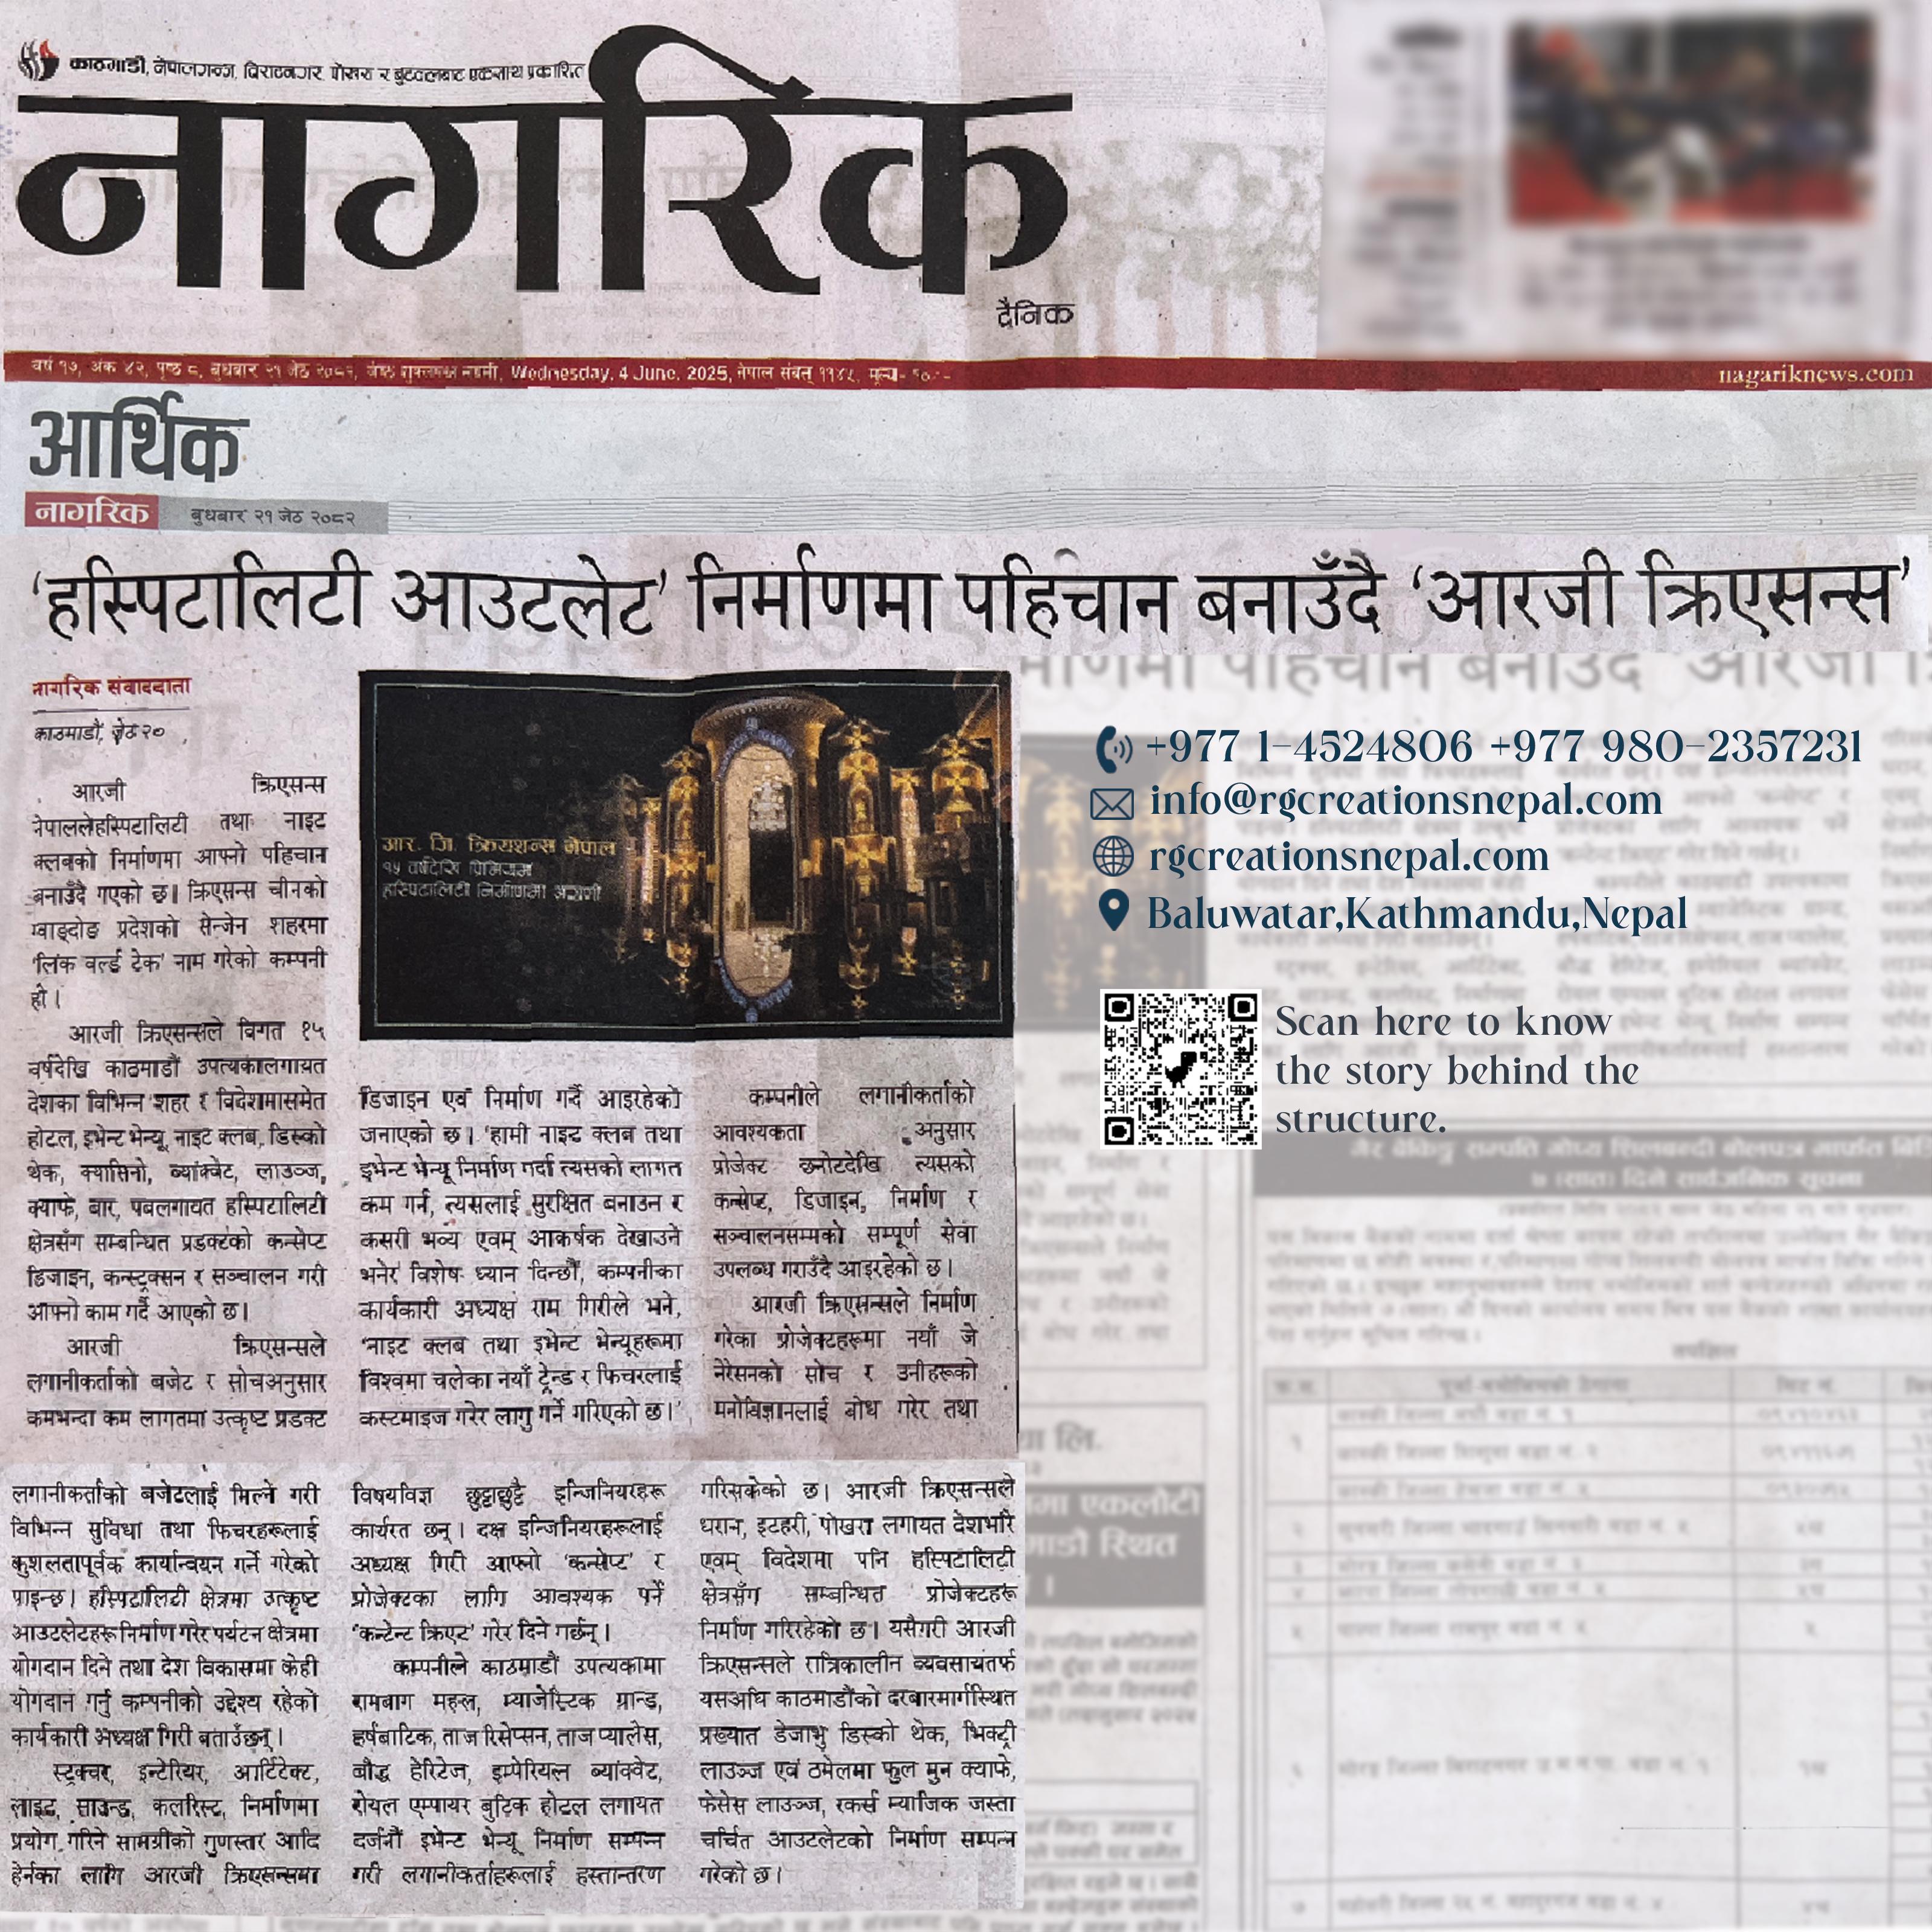 काठमाडौं, नेपालगन्ज, विराटनगर, पोखरा र बुटवलबाट एकसाथ प्रकाशित
नागरिक
दैनिक
वर्ष १७, अंक ४२, पृष्ठ ८, बुधबार २१ जेठ २०८२, Wednesday, 4 June, 2025, नेपाल संबत्
nagariknews.com
आर्थिक
नागरिक बुधबार २१ जेठ २०८२
‘हस्पिटालिटी आउटलेट’ निर्माणमा पहिचान बनाउँदै ‘आरजी क्रिएसन्स’
नागरिक संवाददाता
काठमाडौं, जेठ २०
आरजी क्रिएसन्स
नेपालले हस्पिटालिटी तथा नाइट
क्लबको निर्माणमा आफ्नो पहिचान
बनाउँदै गएको छ। क्रिएसन्स चीनको
ग्वाङ्दोङ प्रदेशको सेन्जेन शहरमा
‘लिंक वर्ल्ड टेक’ नाम गरेको कम्पनी
हो।
आरजी क्रिएसन्सले विगत १५
वर्षदेखि काठमाडौं उपत्यकालगायत
देशका विभिन्न शहर र विदेशमासमेत
होटल, इभेन्ट भेन्यू, नाइट क्लब, डिस्को
थेक, क्यासिनो, ब्यांक्वेट, लाउञ्ज,
क्याफे, बार, पबलगायत हस्पिटालिटी
क्षेत्रसँग सम्बन्धित प्रडक्टको कन्सेप्ट
डिजाइन, कन्स्ट्रक्सन र सञ्चालन गरी
आफ्नो काम गर्दै आएको छ।
आरजी क्रिएसन्सले
लगानीकर्ताको बजेट र सोचअनुसार
कमभन्दा कम लागतमा उत्कृष्ट प्रडक्ट
आर. जि. क्रियशन्स नेपाल
१५ वर्षदेखि प्रिमियम
हस्पिटालिटी निर्माणमा अग्रणी
डिजाइन एवं निर्माण गर्दै आइरहेको
जनाएको छ। ‘हामी नाइट क्लब तथा
इभेन्ट भेन्यू निर्माण गर्दा त्यसको लागत
कम गर्न, त्यसलाई सुरक्षित बनाउन र
कसरी भव्य एवम् आकर्षक देखाउने
भनेर विशेष ध्यान दिन्छौं, कम्पनीका
कार्यकारी अध्यक्ष राम गिरीले भने,
‘नाइट क्लब तथा इभेन्ट भेन्यूहरूमा
विश्वमा चलेका नयाँ ट्रेन्ड र फिचरलाई
कस्टमाइज गरेर लागु गर्ने गरिएको छ।’
कम्पनीले लगानीकर्ताको
आवश्यकता अनुसार
प्रोजेक्ट छनोटदेखि त्यसको
कन्सेप्ट, डिजाइन, निर्माण र
सञ्चालनसम्मको सम्पूर्ण सेवा
उपलब्ध गराउँदै आइरहेको छ।
आरजी क्रिएसन्सले निर्माण
गरेका प्रोजेक्टहरूमा नयाँ जे
नेरेसनको सोच र उनीहरूको
मनोविज्ञानलाई बोध गरेर तथा
लगानीकर्ताको बजेटलाई मिल्ने गरी
विभिन्न सुविधा तथा फिचरहरूलाई
कुशलतापूर्वक कार्यान्वयन गर्ने गरेको
पाइन्छ। हस्पिटालिटी क्षेत्रमा उत्कृष्ट
आउटलेटहरू निर्माण गरेर पर्यटन क्षेत्रमा
योगदान दिने तथा देश विकासमा केही
योगदान गर्नु कम्पनीको उद्देश्य रहेको
कार्यकारी अध्यक्ष गिरी बताउँछन्।
स्ट्रक्चर, इन्टेरियर, आर्टिटेक्ट,
लाइट, साउन्ड, कलरिस्ट, निर्माणमा
प्रयोग गरिने सामग्रीको गुणस्तर आदि
हेर्नका लागि आरजी क्रिएसन्समा
विषयविज्ञ छुट्टाछुट्टै इन्जिनियरहरू
कार्यरत छन्। दक्ष इन्जिनियरहरूलाई
अध्यक्ष गिरी आफ्नो ‘कन्सेप्ट’ र
प्रोजेक्टका लागि आवश्यक पर्ने
‘कन्टेन्ट क्रिएट’ गरेर दिने गर्छन्।
कम्पनीले काठमाडौं उपत्यकामा
रामबाग महल, म्याजेस्टिक ग्रान्ड,
हर्षबाटिक, ताज रिसेप्सन, ताज प्यालेस,
बौद्ध हेरिटेज, इम्पेरियल ब्यांक्वेट,
रोयल एम्पायर बुटिक होटल लगायत
दर्जनौं इभेन्ट भेन्यू निर्माण सम्पन्न
गरी लगानीकर्ताहरूलाई हस्तान्तरण
गरिसकेको छ। आरजी क्रिएसन्सले
धरान, इटहरी, पोखरा लगायत देशभरि
एवम् विदेशमा पनि हस्पिटालिटी
क्षेत्रसँग सम्बन्धित प्रोजेक्टहरू
निर्माण गरिरहेको छ। यसैगरी आरजी
क्रिएसन्सले रात्रिकालीन व्यवसायतर्फ
यसअघि काठमाडौंको दरबारमार्गस्थित
प्रख्यात डेजाभु डिस्को थेक, भिक्ट्री
लाउञ्ज एवं ठमेलमा फुल मुन क्याफे,
फेसेस लाउञ्ज, रकर्स म्याजिक जस्ता
चर्चित आउटलेटको निर्माण सम्पन्न
गरेको छ।
+977 1-4524806 +977 980-2357231
info@rgcreationsnepal.com
rgcreationsnepal.com
Baluwatar,Kathmandu,Nepal
Scan here to know
the story behind the
structure.